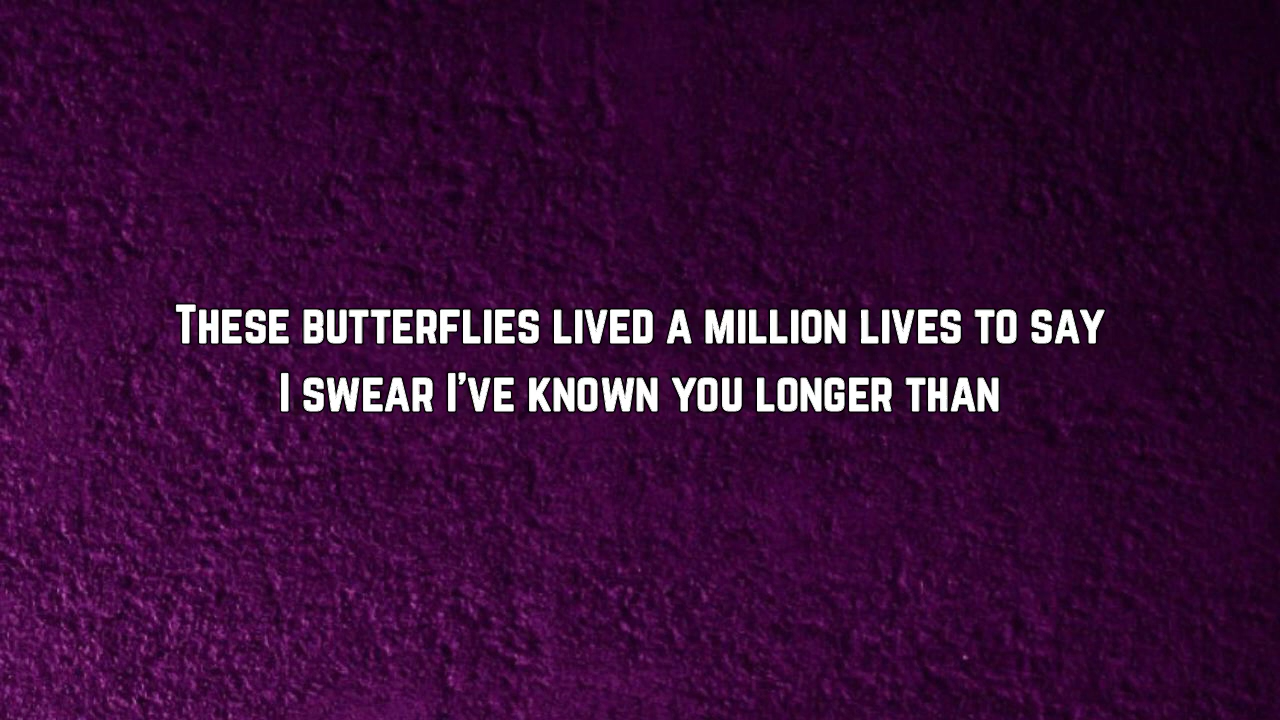 These butterflies lived a million lives to say
I swear I've known you longer than